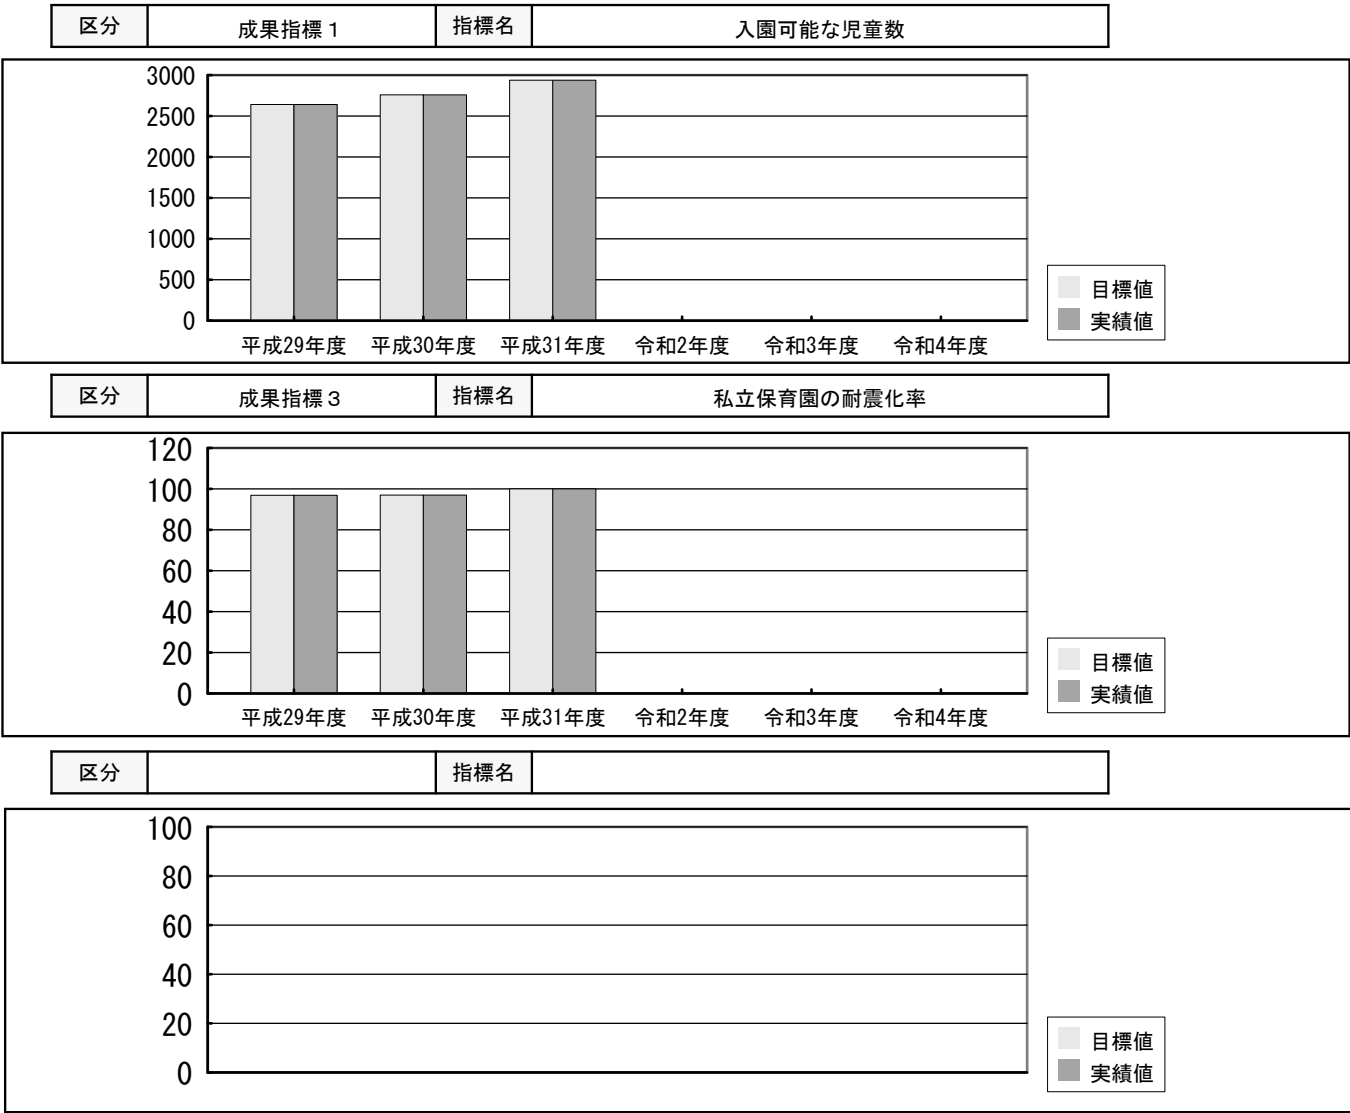 区分 成果指標１ 指標名 入園可能な児童数
3000
2500
2000
1500
1000
500
0
平成29年度 平成30年度 平成31年度 令和2年度 令和3年度 令和4年度
目標値
実績値
区分 成果指標３ 指標名 私立保育園の耐震化率
120
100
80
60
40
20
0
平成29年度 平成30年度 平成31年度 令和2年度 令和3年度 令和4年度
目標値
実績値
区分 指標名
100
80
60
40
20
0
目標値
実績値